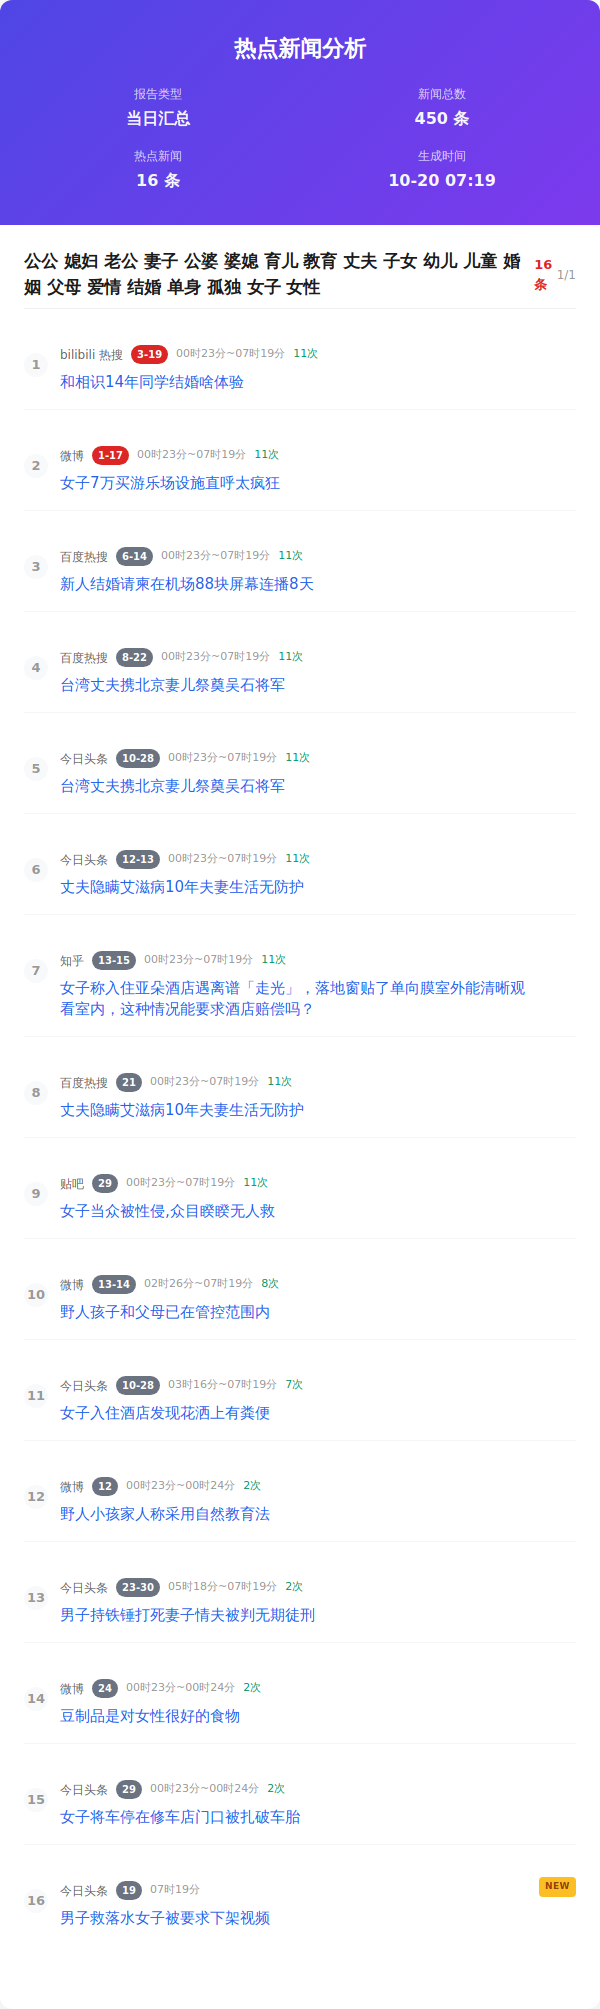 热点新闻分析
报告类型
当日汇总
新闻总数
450 条
热点新闻
16 条
生成时间
10-20 07:19
公公 媳妇 老公 妻子 公婆 婆媳 育儿 教育 丈夫 子女 幼儿 儿童 婚
姻 父母 爱情 结婚 单身 孤独 女子 女性
16
条
1/1
1
bilibili 热搜 3-19 00时23分~07时19分 11次
和相识14年同学结婚啥体验
2
微博 1-17 00时23分~07时19分 11次
女子7万买游乐场设施直呼太疯狂
3
百度热搜 6-14 00时23分~07时19分 11次
新人结婚请柬在机场88块屏幕连播8天
4
百度热搜 8-22 00时23分~07时19分 11次
台湾丈夫携北京妻儿祭奠吴石将军
5
今日头条 10-28 00时23分~07时19分 11次
台湾丈夫携北京妻儿祭奠吴石将军
6
今日头条 12-13 00时23分~07时19分 11次
丈夫隐瞒艾滋病10年夫妻生活无防护
7
知乎 13-15 00时23分~07时19分 11次
女子称入住亚朵酒店遇离谱「走光」，落地窗贴了单向膜室外能清晰观
看室内，这种情况能要求酒店赔偿吗？
8
百度热搜 21 00时23分~07时19分 11次
丈夫隐瞒艾滋病10年夫妻生活无防护
9
贴吧 29 00时23分~07时19分 11次
女子当众被性侵,众目睽睽无人救
10
微博 13-14 02时26分~07时19分 8次
野人孩子和父母已在管控范围内
11
今日头条 10-28 03时16分~07时19分 7次
女子入住酒店发现花洒上有粪便
12
微博 12 00时23分~00时24分 2次
野人小孩家人称采用自然教育法
13
今日头条 23-30 05时18分~07时19分 2次
男子持铁锤打死妻子情夫被判无期徒刑
14
微博 24 00时23分~00时24分 2次
豆制品是对女性很好的食物
15
今日头条 29 00时23分~00时24分 2次
女子将车停在修车店门口被扎破车胎
16
今日头条 19 07时19分
NEW
男子救落水女子被要求下架视频